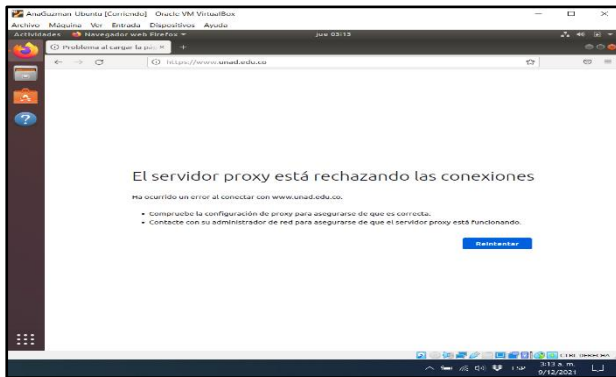 AnaGuzman Ubuntu [Corriendo] - Oracle VM VirtualBox
Archivo Máquina Ver Entrada Dispositivos Ayuda
Actividades Navegador web Firefox jue 03:13
Problema al cargar la pág
https://www.unad.edu.co
El servidor proxy está rechazando las conexiones
Ha ocurrido un error al conectar con www.unad.edu.co.
• Compruebe la configuración de proxy para asegurarse de que es correcta.
• Contacte con su administrador de red para asegurarse de que el servidor proxy está funcionando.
Reintentar
CTRL DERECHA
ESP 3:13 a. m.
9/12/2021